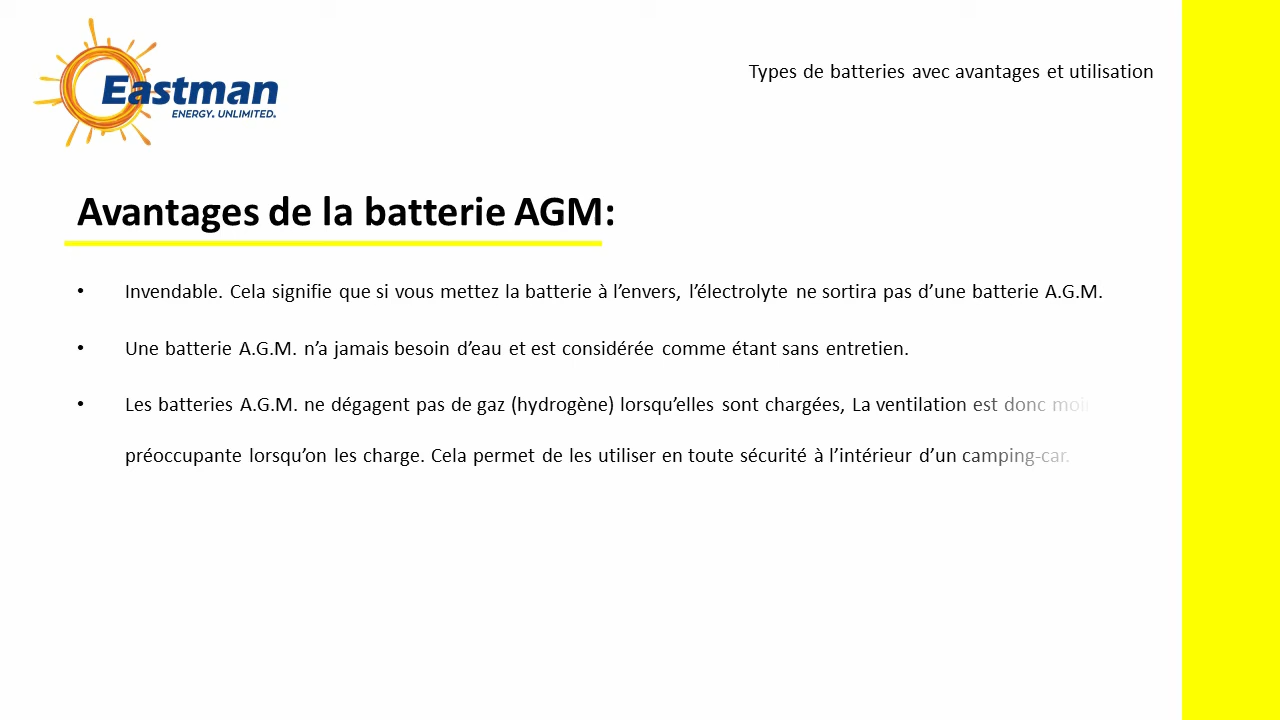 Eastman
ENERGY. UNLIMITED.
Types de batteries avec avantages et utilisation
Avantages de la batterie AGM:
• Invendable. Cela signifie que si vous mettez la batterie à l’envers, l’électrolyte ne sortira pas d’une batterie A.G.M.
• Une batterie A.G.M. n’a jamais besoin d’eau et est considérée comme étant sans entretien.
• Les batteries A.G.M. ne dégagent pas de gaz (hydrogène) lorsqu’elles sont chargées, La ventilation est donc
préoccupante lorsqu’on les charge. Cela permet de les utiliser en toute sécurité à l’intérieur d’un camping-car.